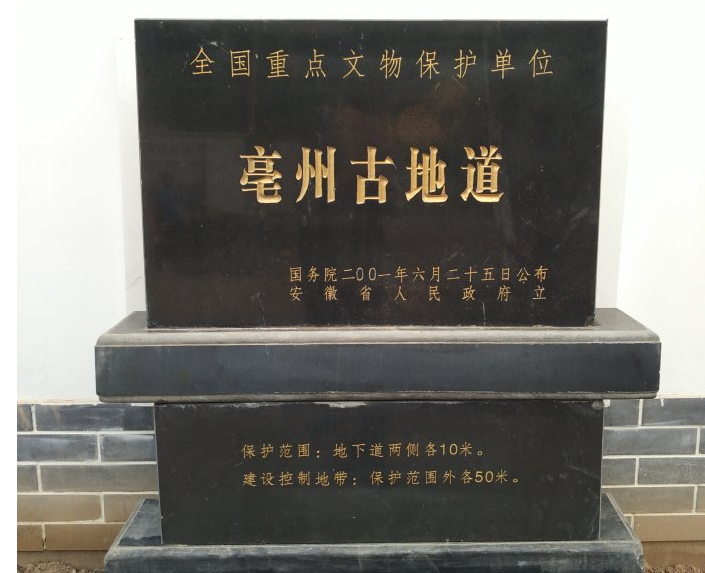 全国重点文物保护单位
亳州古地道
国务院二00一年六月二十五日公布
安徽省人民政府立
保护范围：地下道两侧各10米。
建设控制地带：保护范围外各50米。